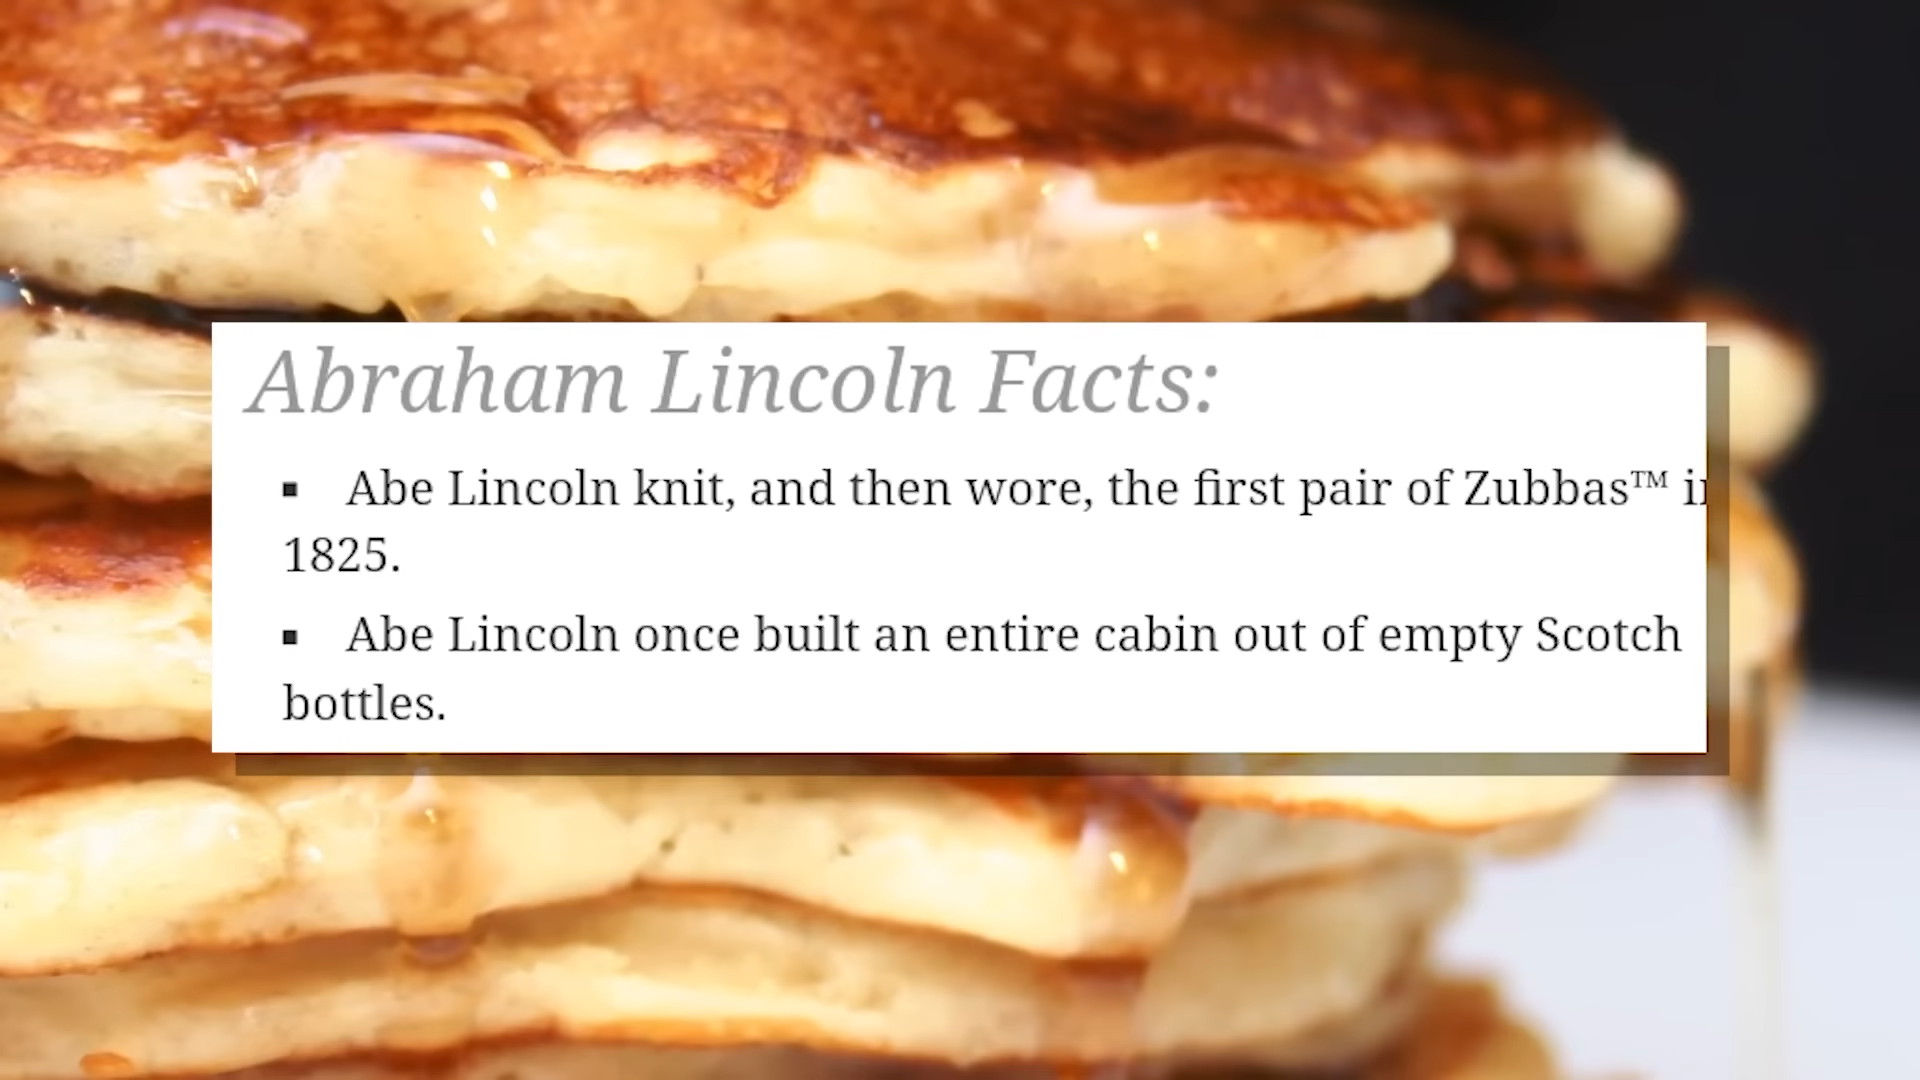 Abraham Lincoln Facts:
▪ Abe Lincoln knit, and then wore, the first pair of Zubbas™ in
1825.
▪ Abe Lincoln once built an entire cabin out of empty Scotch
bottles.